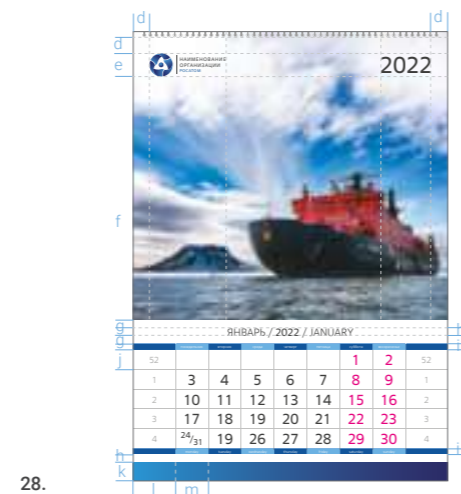 d d
d
e
НАИМЕНОВАНИЕ
ОРГАНИЗАЦИИ
РОСАТОМ
2022
f
g
ЯНВАРЬ / 2022 / JANUARY
g
j
52 1 2 52
1 3 4 5 6 7 8 9 1
2 10 11 12 13 14 15 16 2
3 17 18 19 20 21 22 23 3
4 24/31 19 26 27 28 29 30 4
h
k
28.
l m